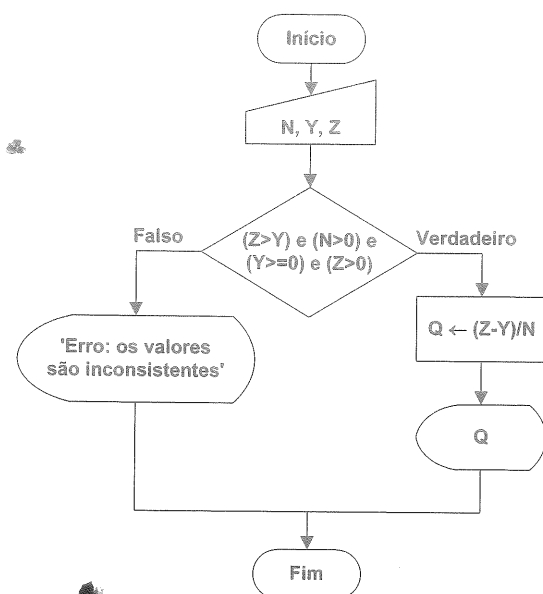 Início
N, Y, Z
Falso
(Z>Y) e (N>0) e
(Y>=0) e (Z>0)
Verdadeiro
'Erro: os valores
são inconsistentes'
Q ← (Z-Y)/N
Q
Fim